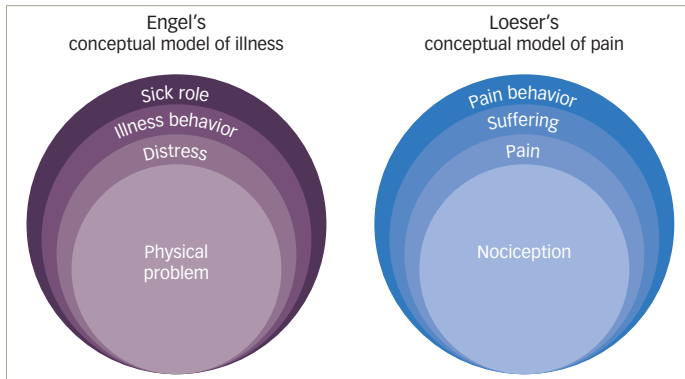 Engel's
conceptual model of illness
Sick role
Illness behavior
Distress
Physical
problem
Loeser's
conceptual model of pain
Pain behavior
Suffering
Pain
Nociception